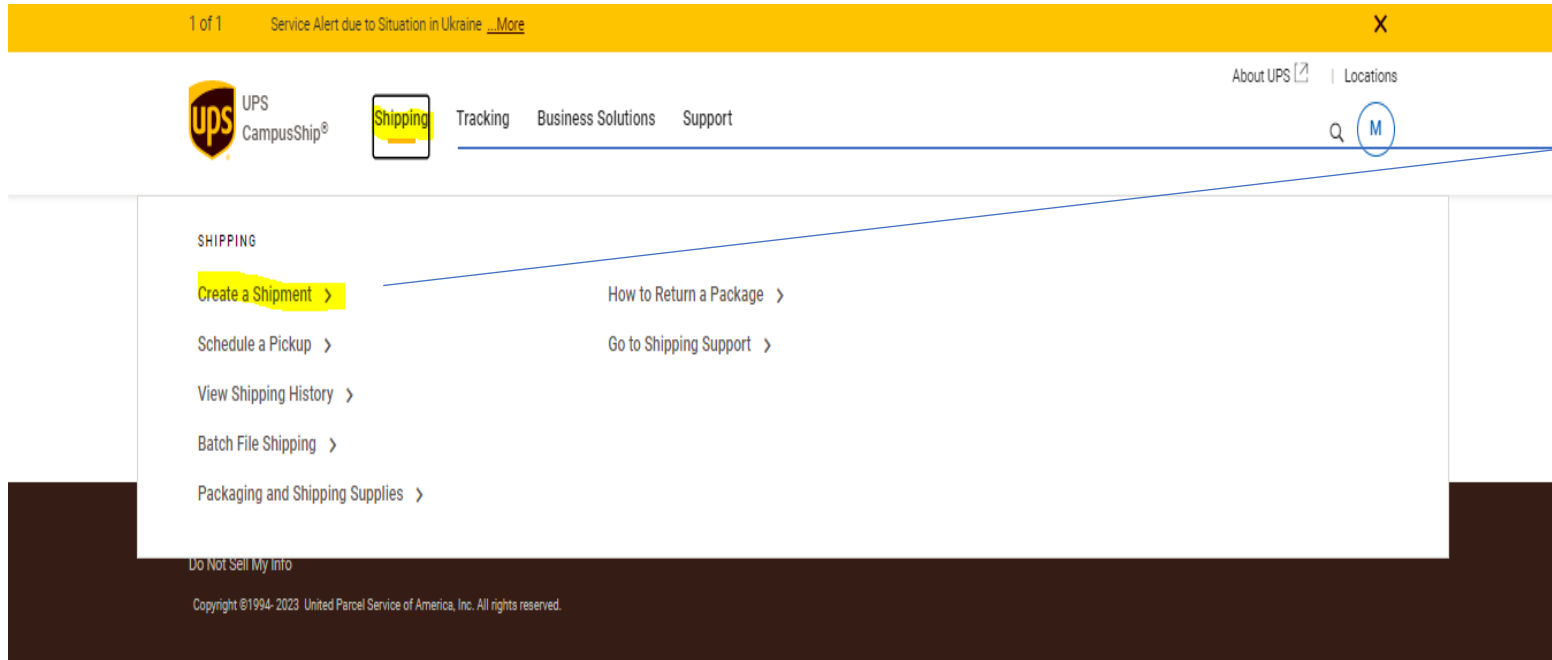 1 of 1 Service Alert due to Situation in Ukraine ...More X
About UPS | Locations
ups UPS
CampusShip®
Shipping Tracking Business Solutions Support M
SHIPPING
Create a Shipment >
How to Return a Package >
Schedule a Pickup >
Go to Shipping Support >
View Shipping History >
Batch File Shipping >
Packaging and Shipping Supplies >
Do Not Sell My Info
Copyright ©1994- 2023 United Parcel Service of America, Inc. All rights reserved.